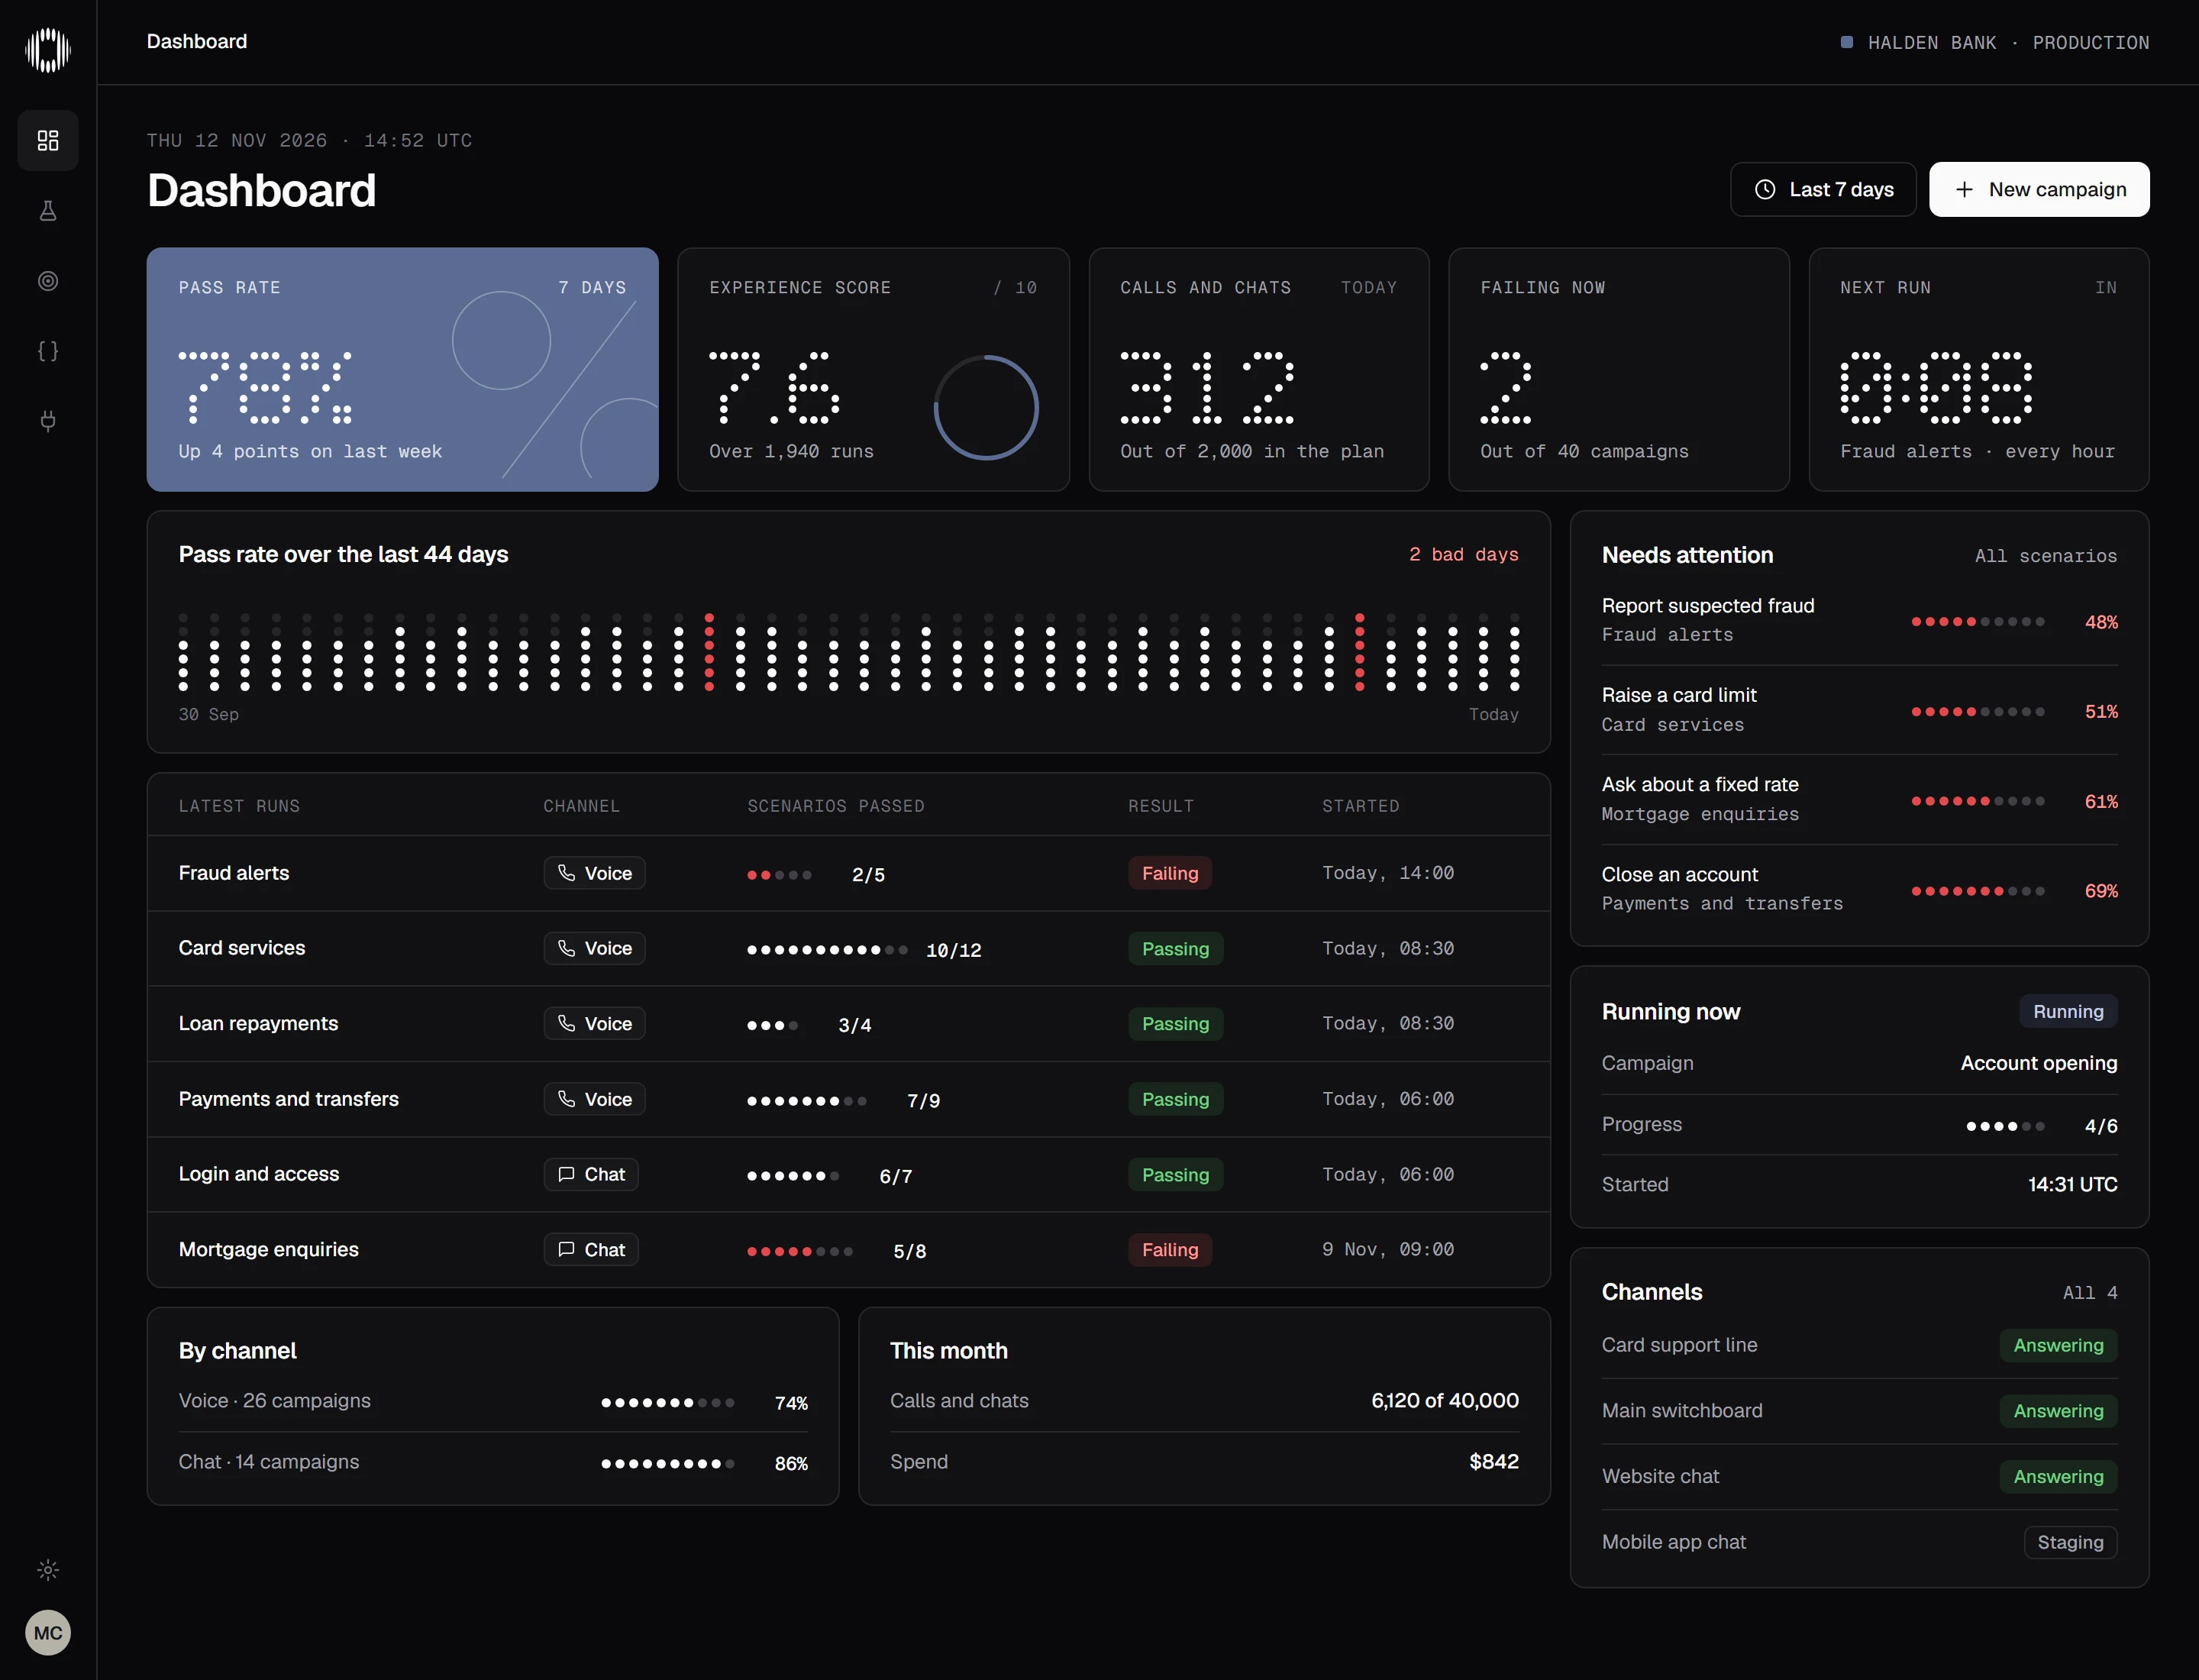 Dashboard
HALDEN BANK · PRODUCTION
THU 12 NOV 2026 · 14:52 UTC
Dashboard
Last 7 days
New campaign
PASS RATE 7 DAYS
78%
Up 4 points on last week
EXPERIENCE SCORE / 10
7.6
Over 1,940 runs
CALLS AND CHATS TODAY
312
Out of 2,000 in the plan
FAILING NOW
2
Out of 40 campaigns
NEXT RUN IN
0:08
Fraud alerts · every hour
Pass rate over the last 44 days 2 bad days
30 Sep Today
LATEST RUNS CHANNEL SCENARIOS PASSED RESULT STARTED
Fraud alerts Voice 2/5 Failing Today, 14:00
Card services Voice 10/12 Passing Today, 08:30
Loan repayments Voice 3/4 Passing Today, 08:30
Payments and transfers Voice 7/9 Passing Today, 06:00
Login and access Chat 6/7 Passing Today, 06:00
Mortgage enquiries Chat 5/8 Failing 9 Nov, 09:00
By channel
Voice · 26 campaigns 74%
Chat · 14 campaigns 86%
This month
Calls and chats 6,120 of 40,000
Spend $842
Needs attention All scenarios
Report suspected fraud
Fraud alerts
48%
Raise a card limit
Card services
51%
Ask about a fixed rate
Mortgage enquiries
61%
Close an account
Payments and transfers
69%
Running now Running
Campaign Account opening
Progress 4/6
Started 14:31 UTC
Channels All 4
Card support line Answering
Main switchboard Answering
Website chat Answering
Mobile app chat Staging
MC